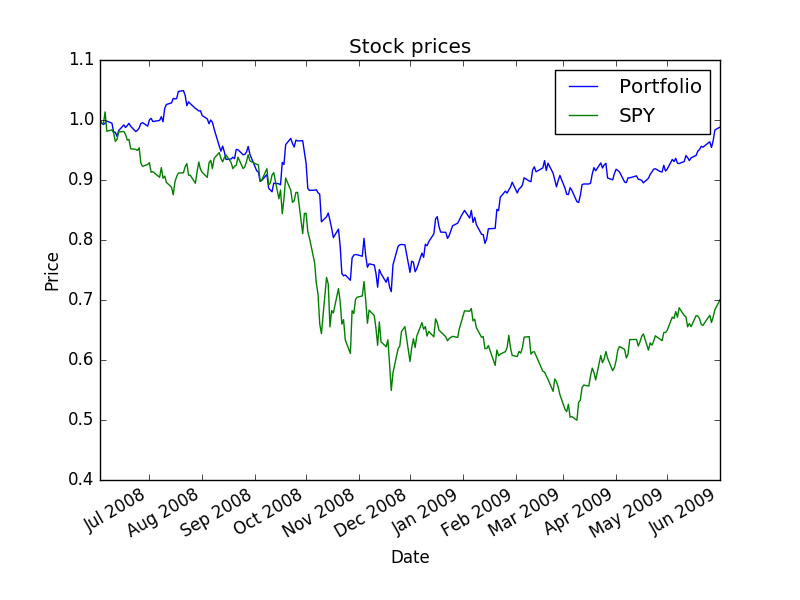 Stock prices
1.1
1.0
0.9
0.8
0.7
0.6
0.5
0.4
Price
Portfolio
SPY
Jul 2008
Aug 2008
Sep 2008
Oct 2008
Nov 2008
Dec 2008
Jan 2009
Feb 2009
Mar 2009
Apr 2009
May 2009
Jun 2009
Date